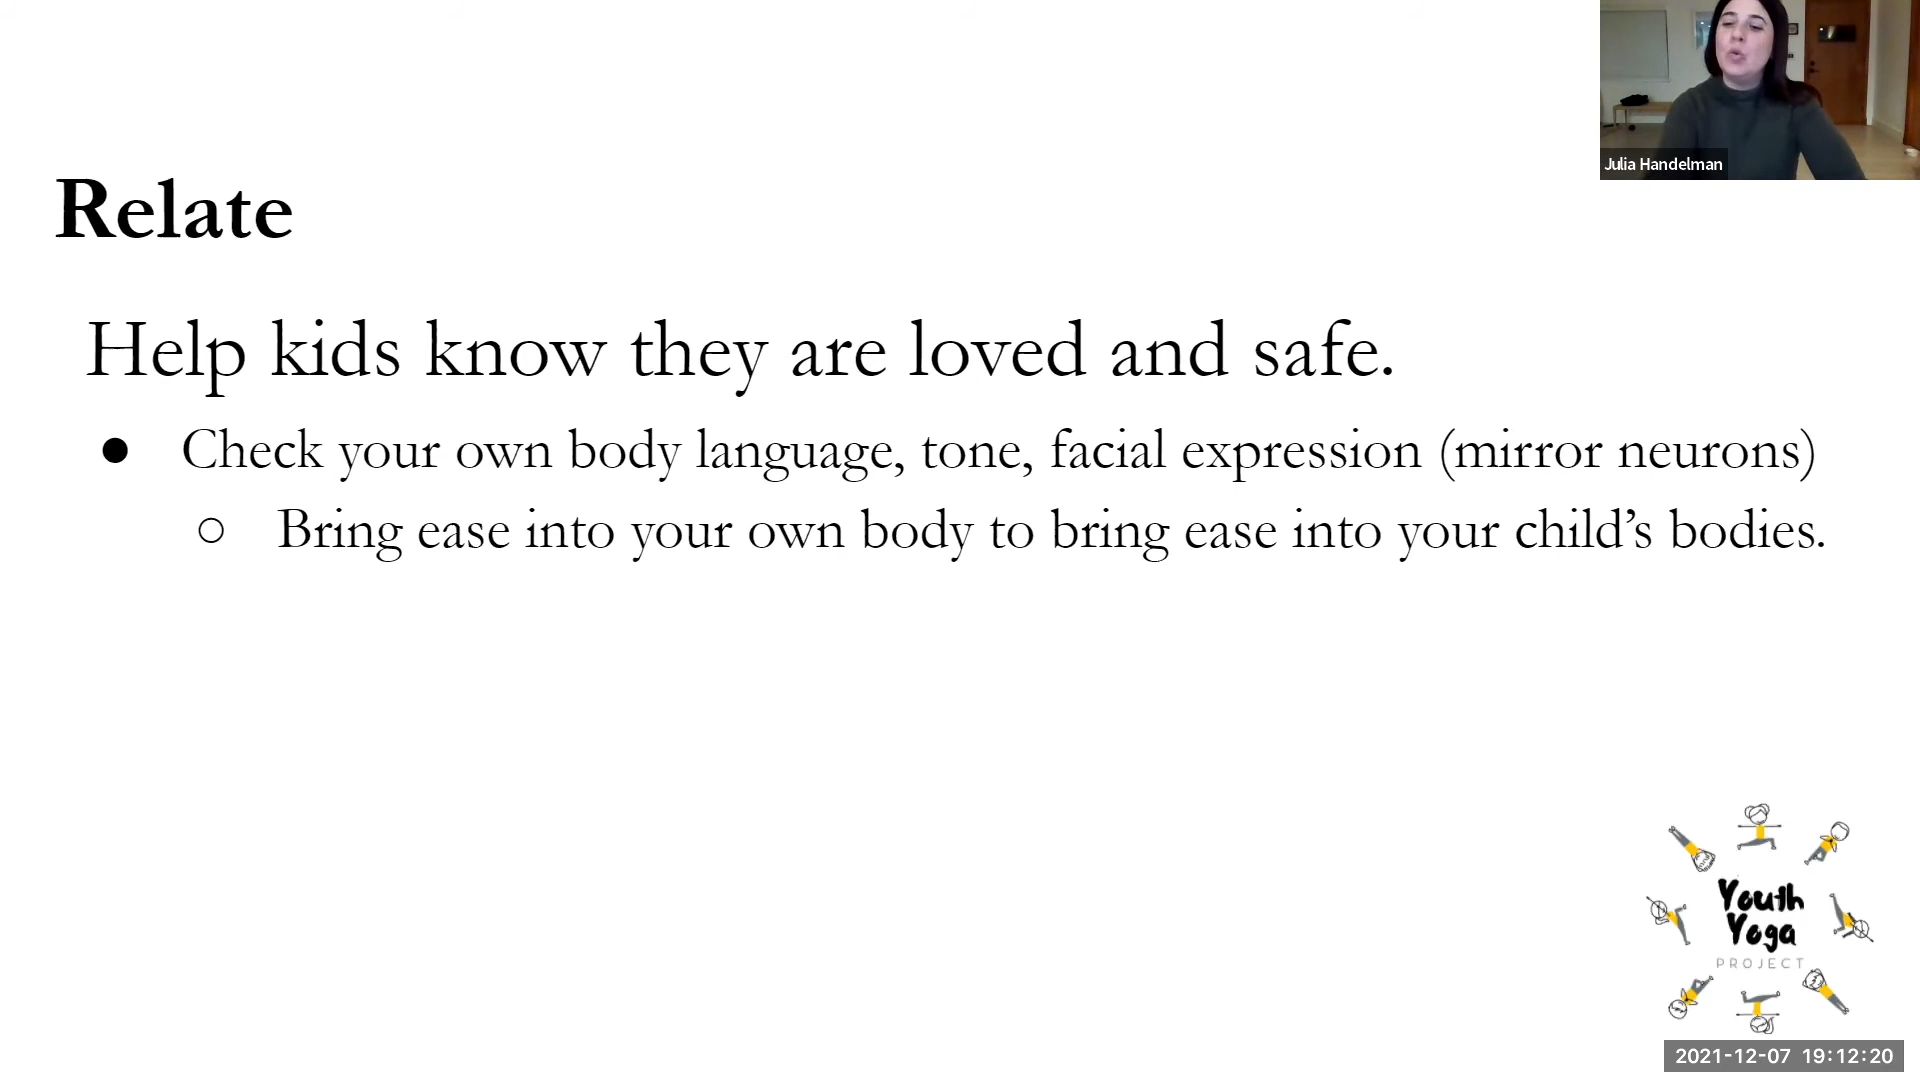 Julia Handelman
Relate
Help kids know they are loved and safe.
● Check your own body language, tone, facial expression (mirror neurons)
○ Bring ease into your own body to bring ease into your child’s bodies.
Youth
Yoga
PROJECT
2021-12-07 19:12:20